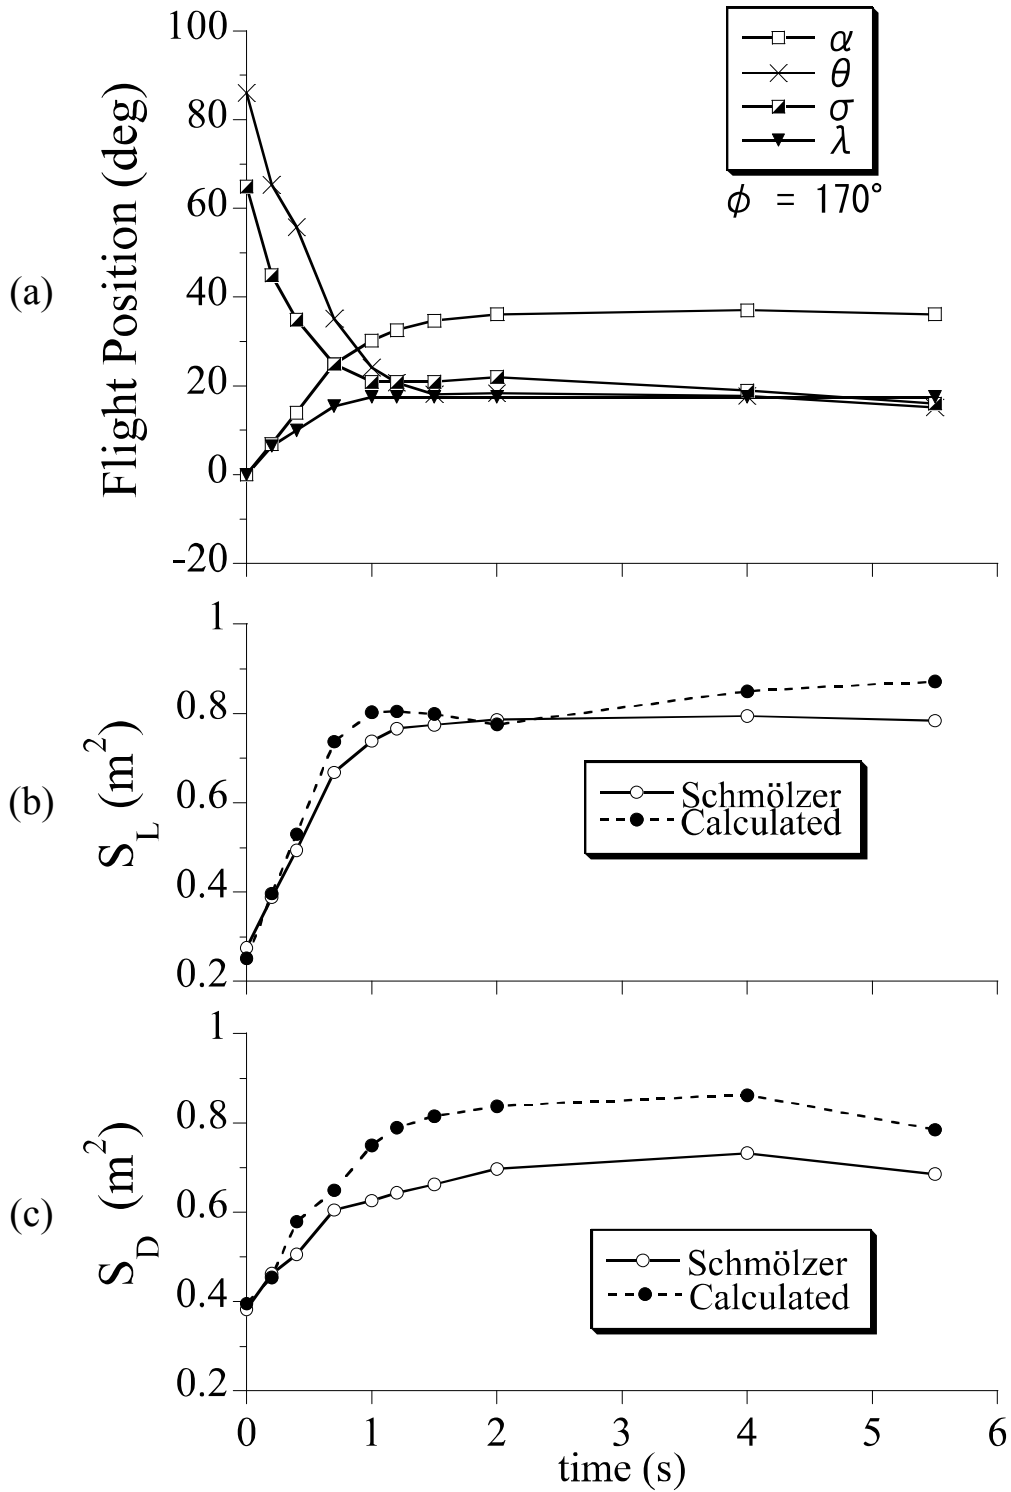 100
80
60
40
20
0
-20
Flight Position (deg)
α
θ
σ
λ
ϕ = 170°
(a)
1
0.8
0.6
0.4
0.2
S_L (m²)
Schmölzer
Calculated
(b)
1
0.8
0.6
0.4
0.2
S_D (m²)
Schmölzer
Calculated
(c)
0 1 2 3 4 5 6
time (s)